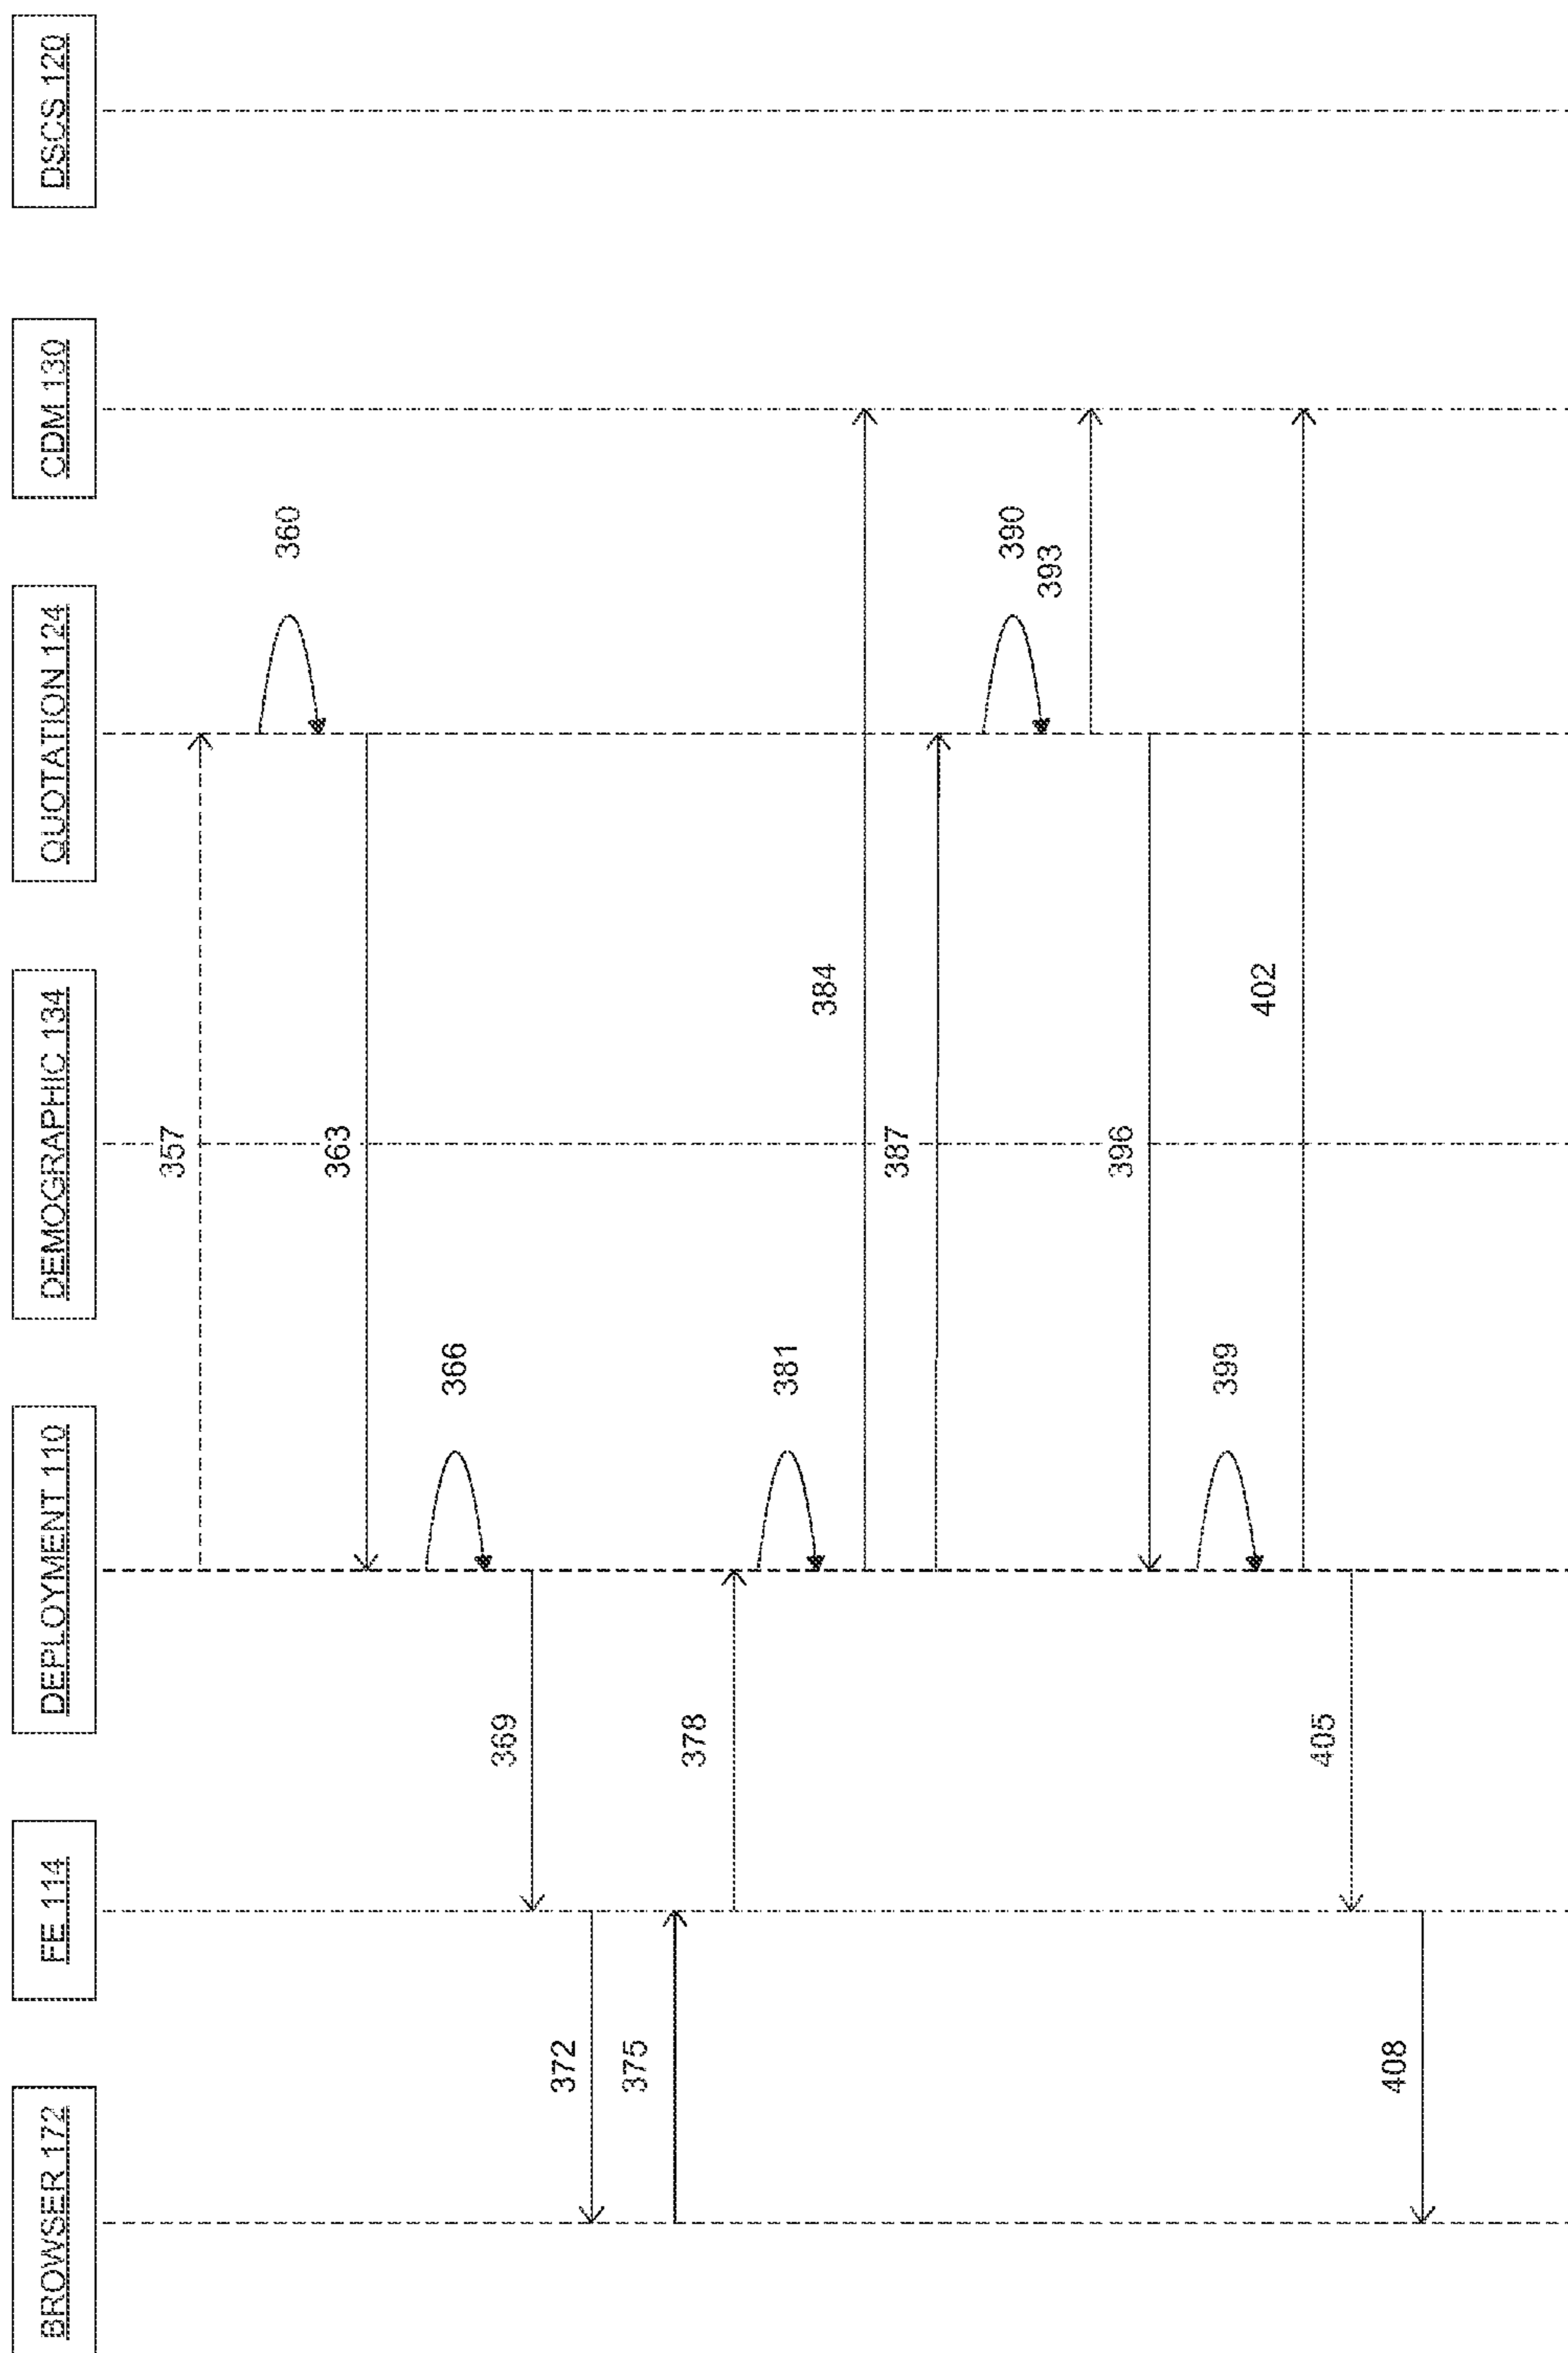 BROWSER 172
FE 114
DEPLOYMENT 110
DEMOGRAPHIC 134
QUOTATION 124
CDM 130
DSCS 120
357
360
363
366
369
372
375
378
381
384
387
390
393
396
399
402
405
408